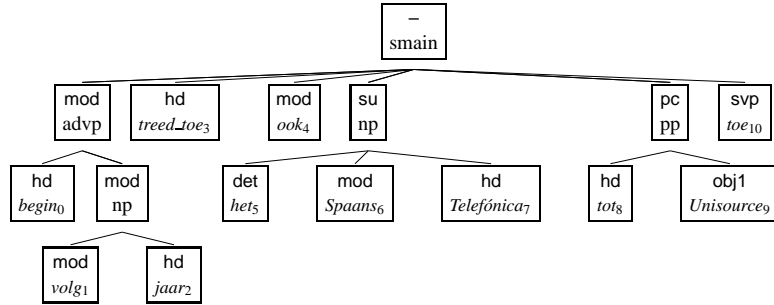 –
smain
mod hd mod su pc svp
advp treed_toe3 ook4 np pp toe10
hd mod det mod hd hd obj1
begin0 np het5 Spaans6 Telefónica7 tot8 Unisource9
mod hd
volg1 jaar2